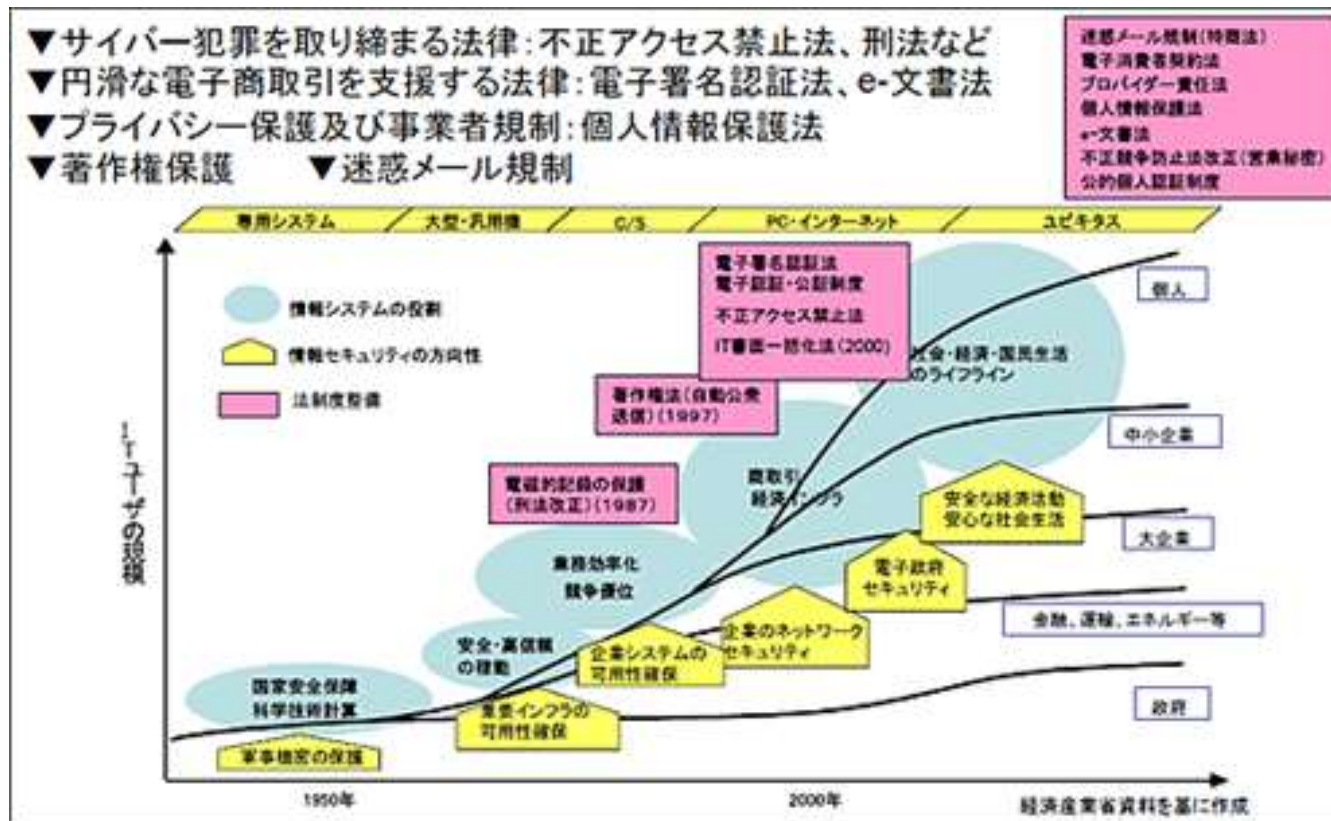 ▼サイバー犯罪を取り締まる法律：不正アクセス禁止法、刑法など
▼円滑な電子商取引を支援する法律：電子署名認証法、e-文書法
▼プライバシー保護及び事業者規制：個人情報保護法
▼著作権保護　▼迷惑メール規制
迷惑メール規制(特商法)
電子消費者契約法
プロバイダー責任法
個人情報保護法
e-文書法
不正競争防止法改正(営業秘密)
公的個人認証制度
専用システム
大型・汎用機
C/S
PC・インターネット
ユビキタス
情報システムの役割
情報セキュリティの方向性
法制度整備
ITユーザの規模
電子署名認証法
電子認証・公証制度
不正アクセス禁止法
IT書面一括化法(2000)
著作権法(自動公衆
送信)(1997)
電磁的記録の保護
(刑法改正)(1987)
社会・経済・国民生活
のライフライン
商取引
経済インフラ
業務効率化
競争優位
安全・高信頼
の稼動
国家安全保障
科学技術計算
軍事機密の保護
重要インフラの
可用性確保
企業システムの
可用性確保
企業のネットワーク
セキュリティ
電子政府
セキュリティ
安全な経済活動
安心な社会生活
個人
中小企業
大企業
金融、運輸、エネルギー等
政府
1950年
2000年
経済産業省資料を基に作成